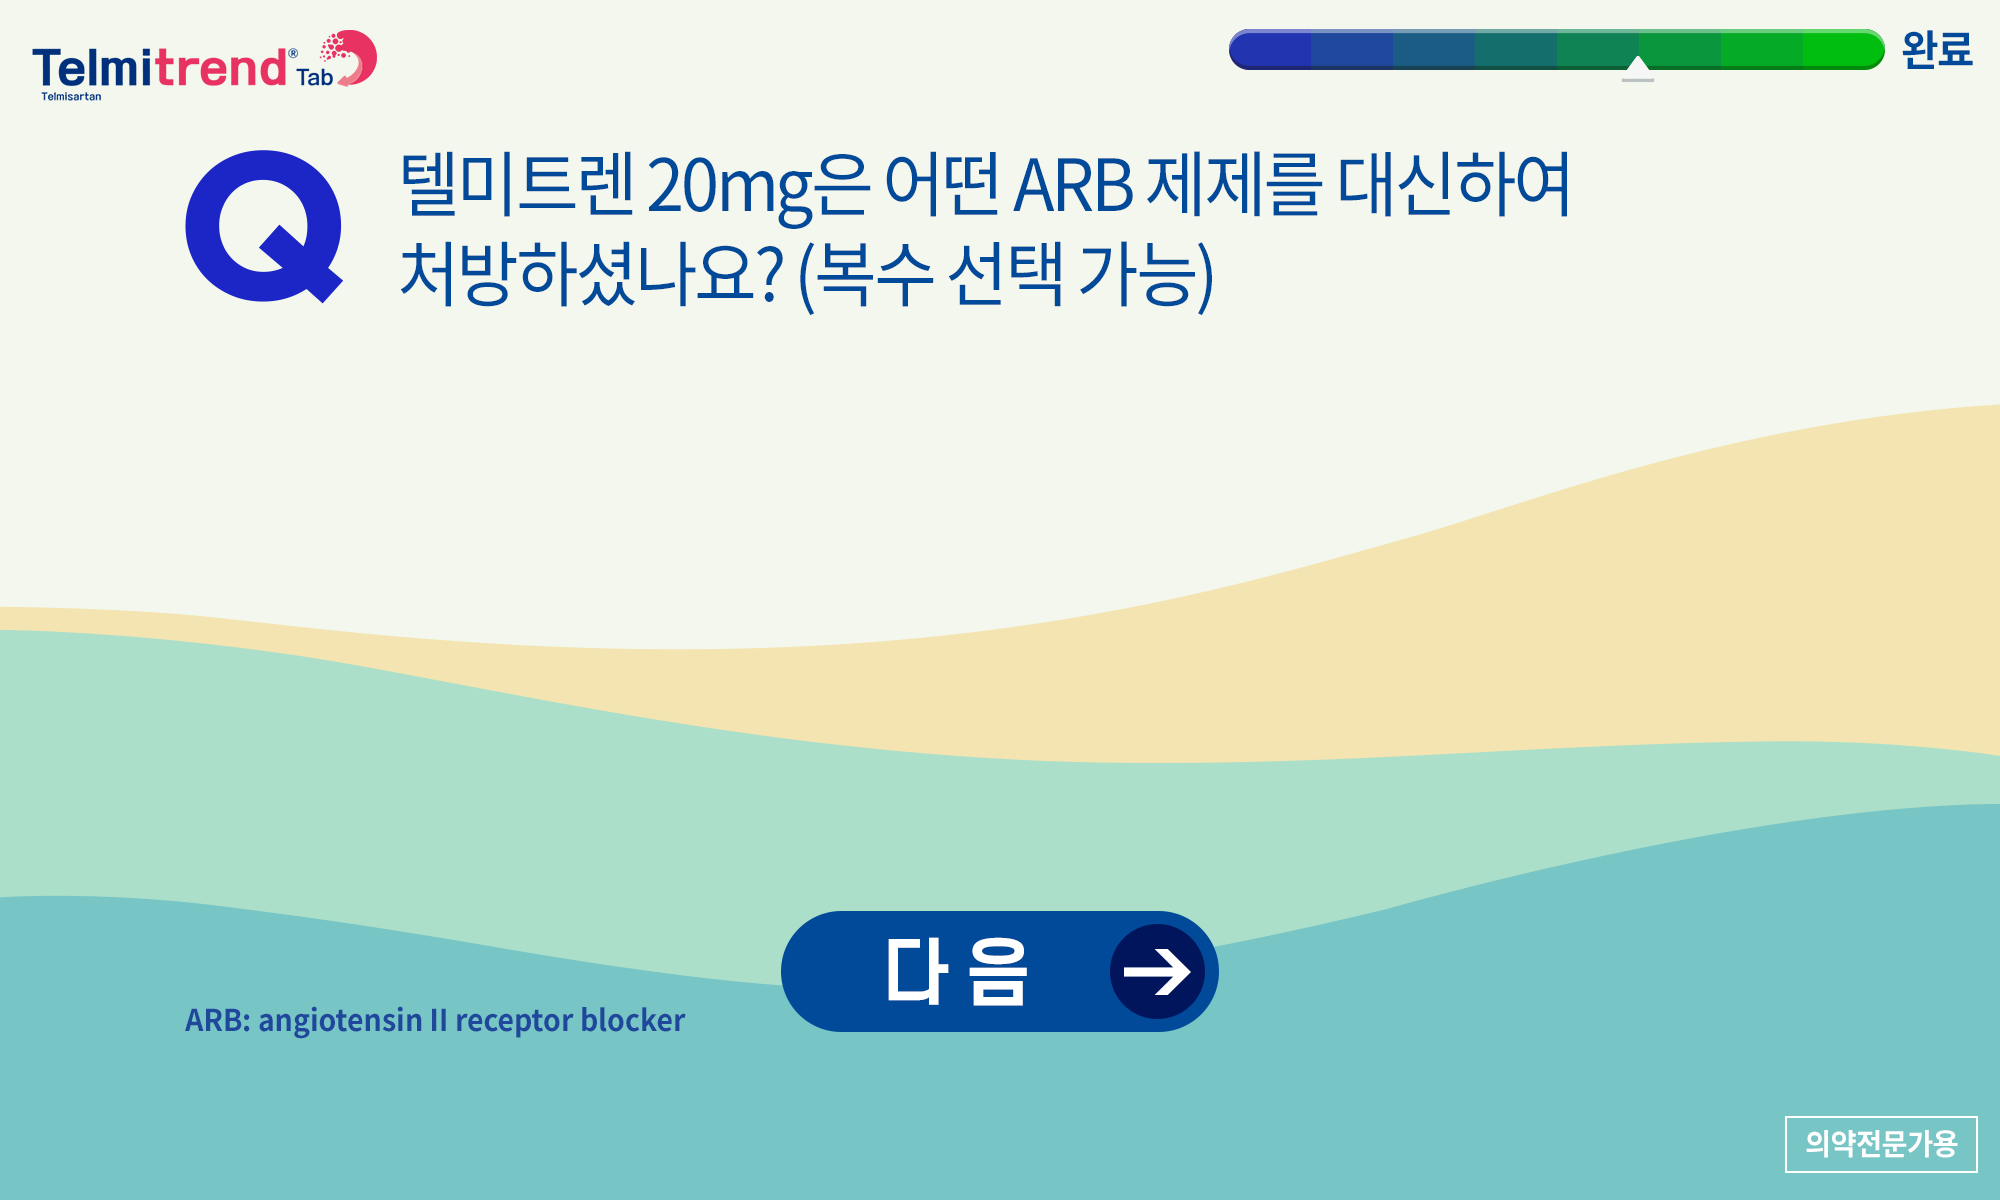 Telmitrend® Tab
Telmisartan
완료
Q
텔미트렌 20mg은 어떤 ARB 제제를 대신하여
처방하셨나요? (복수 선택 가능)
다음
ARB: angiotensin II receptor blocker
의약전문가용